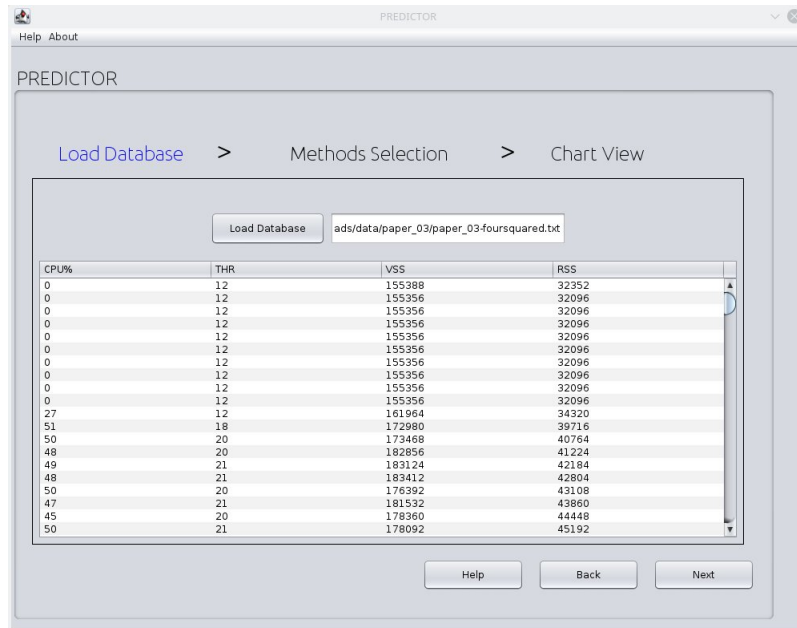 PREDICTOR
Help About
PREDICTOR
Load Database > Methods Selection > Chart View
Load Database ads/data/paper_03/paper_03-foursquared.txt
CPU% THR VSS RSS
0 12 155388 32352
0 12 155356 32096
0 12 155356 32096
0 12 155356 32096
0 12 155356 32096
0 12 155356 32096
0 12 155356 32096
0 12 155356 32096
0 12 155356 32096
0 12 155356 32096
27 12 161964 34320
51 18 172980 39716
50 20 173468 40764
48 20 182856 41224
49 21 183124 42184
48 21 183412 42804
50 20 176392 43108
47 21 181532 43860
45 20 178360 44448
50 21 178092 45192
Help Back Next